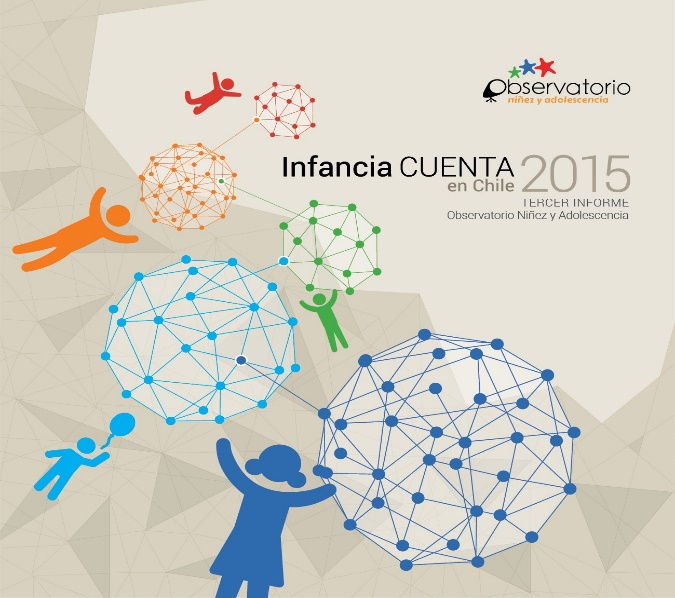 Observatorio
niñez y adolescencia
Infancia CUENTA
en Chile 2015
TERCER INFORME
Observatorio Niñez y Adolescencia